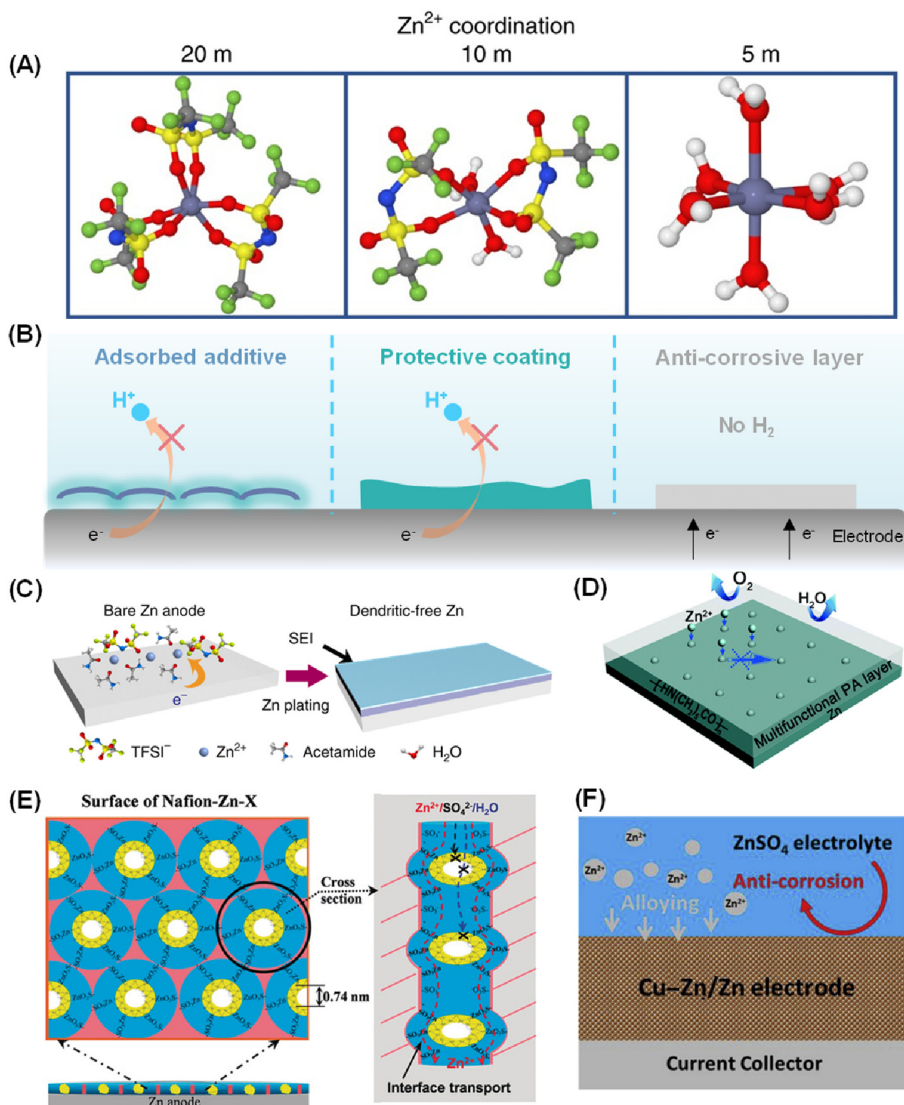 Zn²⁺ coordination
20 m
10 m
5 m
(A)
(B)
Adsorbed additive
Protective coating
Anti-corrosive layer
H⁺
H⁺
No H₂
e⁻
e⁻
e⁻
e⁻
Electrode
(C)
Bare Zn anode
Dendritic-free Zn
SEI
e⁻
Zn plating
TFSI⁻
Zn²⁺
Acetamide
H₂O
(D)
O₂
H₂O
Zn²⁺
Multifunctional PA layer
Zn
(E)
Surface of Nafion-Zn-X
Cross
section
0.74 nm
Zn anode
Zn²⁺/SO₄²⁻/H₂O
Zn²⁺
Interface transport
(F)
Zn²⁺
Zn²⁺
Zn²⁺
Zn²⁺
ZnSO₄ electrolyte
Anti-corrosion
Alloying
Cu–Zn/Zn electrode
Current Collector